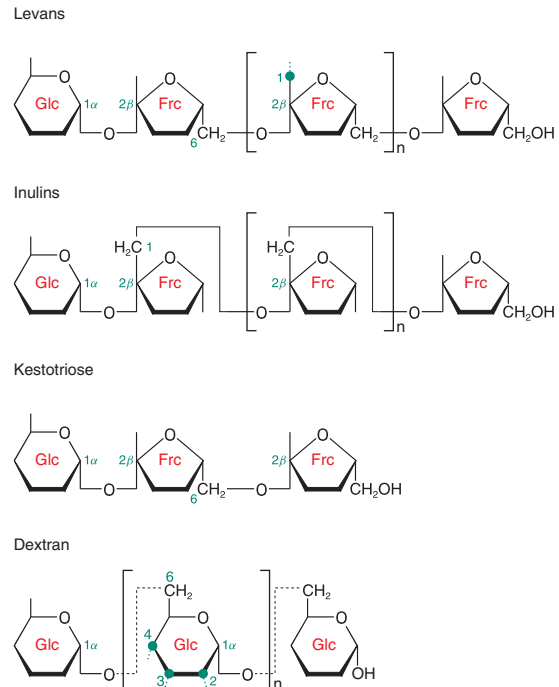 Levans
O O 1 O O
Glc 1α 2β Frc 2β Frc Frc
O CH₂ O CH₂ O CH₂OH
6 n
Inulins
H₂C 1 H₂C
O O O O
Glc 1α 2β Frc 2β Frc Frc
O O O CH₂OH
n
Kestotriose
O O O
Glc 1α 2β Frc 2β Frc
O CH₂ O CH₂OH
6
Dextran
6
CH₂ CH₂
O O O
4
Glc 1α Glc 1α Glc
O 3 2 O OH
n